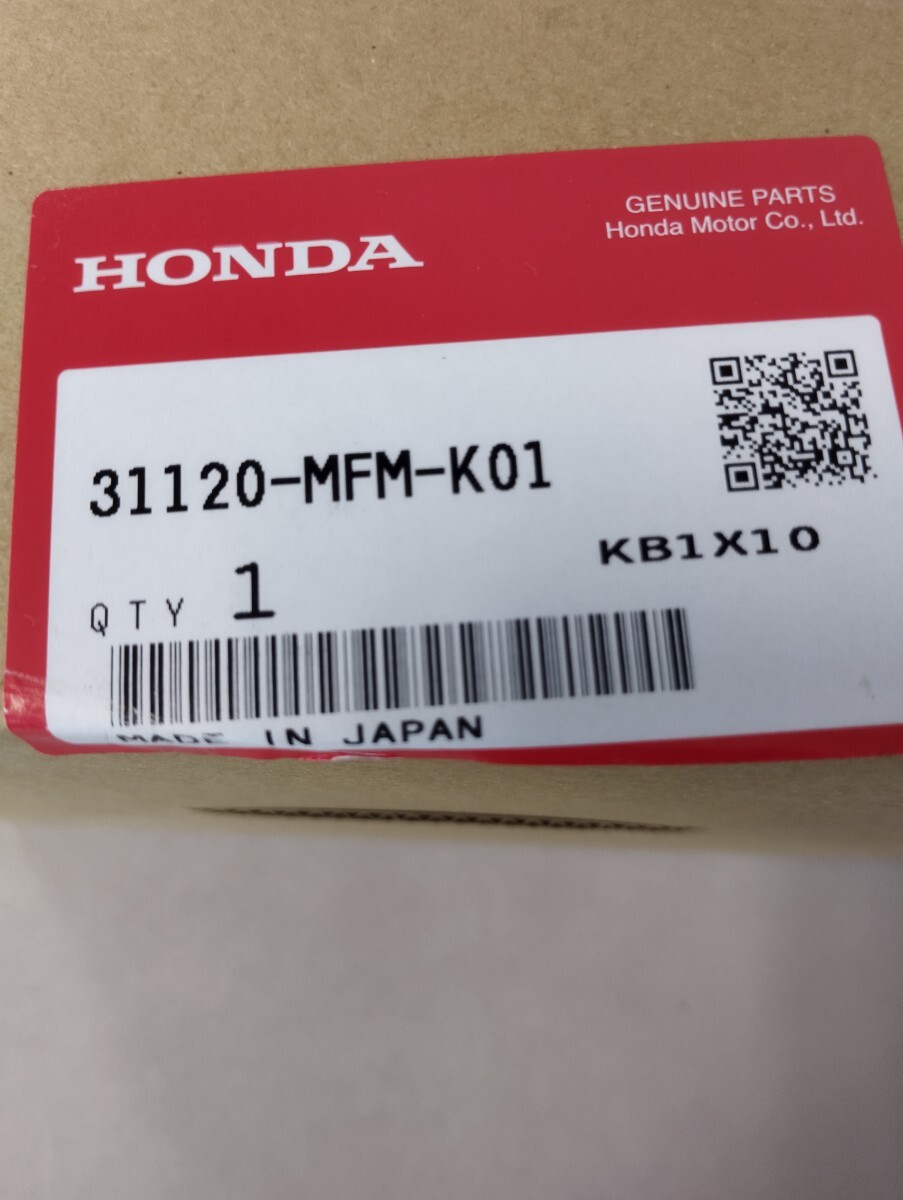 HONDA
GENUINE PARTS
Honda Motor Co., Ltd.
31120-MFM-K01
KB1X10
QTY 1
MADE IN JAPAN